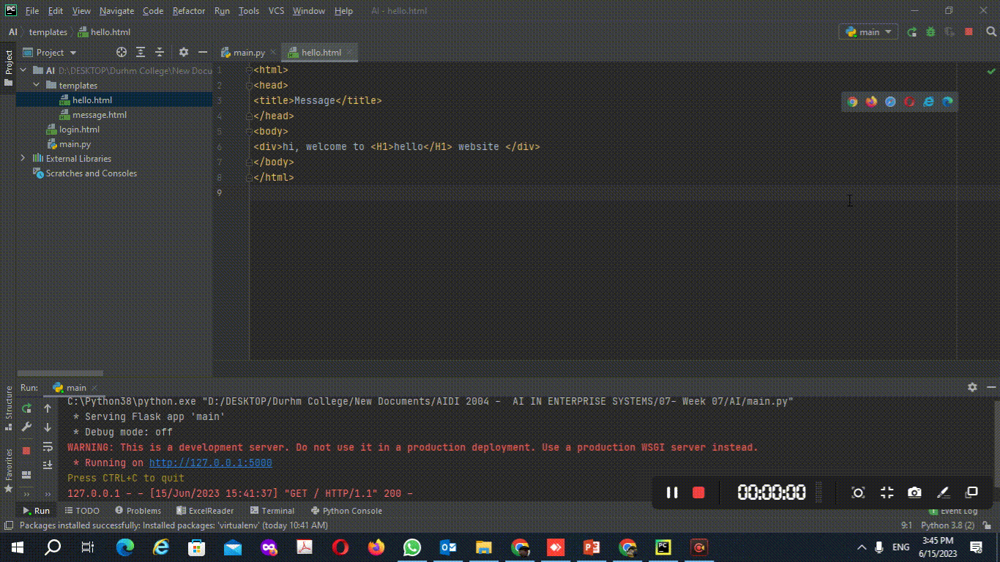 PC File Edit View Navigate Code Refactor Run Tools VCS Window Help AI - hello.html
AI templates hello.html main
Project Project main.py hello.html
AI D:\DESKTOP\Durhm College\New Docu
templates
hello.html
message.html
login.html
main.py
External Libraries
Scratches and Consoles
1 <html>
2 <head>
3 <title>Message</title>
4 </head>
5 <body>
6 <div>hi, welcome to <H1>hello</H1> website </div>
7 </body>
8 </html>
9
Structure
Favorites
Run: main
C:\Python38\python.exe "D:/DESKTOP/Durhm College/New Documents/AIDI 2004 - AI IN ENTERPRISE SYSTEMS/07- Week 07/AI/main.py"
* Serving Flask app 'main'
* Debug mode: off
WARNING: This is a development server. Do not use it in a production deployment. Use a production WSGI server instead.
* Running on http://127.0.0.1:5000
Press CTRL+C to quit
127.0.0.1 - - [15/Jun/2023 15:41:37] "GET / HTTP/1.1" 200 -
00:00:00
Run TODO Problems ExcelReader Terminal Python Console Event Log
Packages installed successfully: Installed packages: 'virtualenv' (today 10:41 AM) 9:1 Python 3.8 (2)
ENG 3:45 PM
6/15/2023